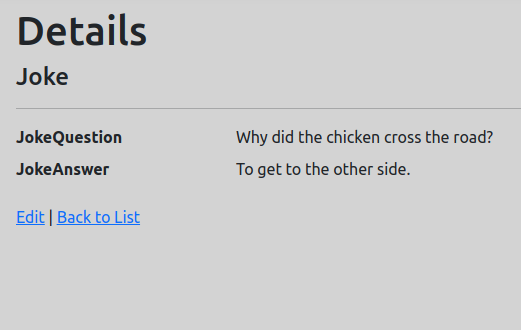 Details
Joke
JokeQuestion Why did the chicken cross the road?
JokeAnswer To get to the other side.
Edit | Back to List